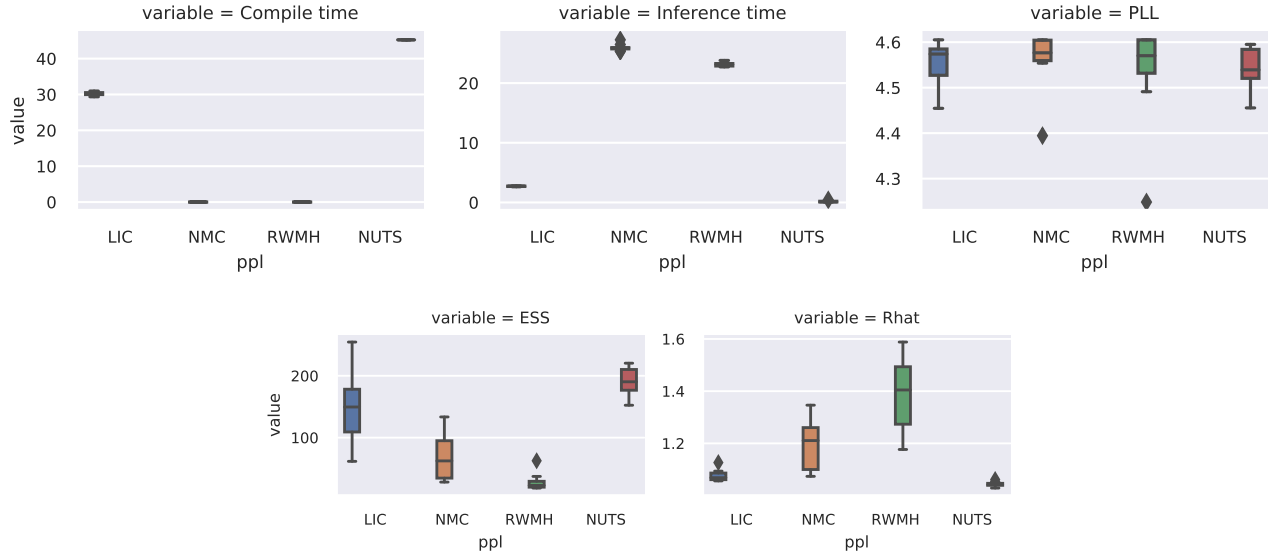 variable = Compile time
variable = Inference time
variable = PLL
value
40
30
20
10
0
20
10
0
4.6
4.5
4.4
4.3
LIC NMC RWMH NUTS
LIC NMC RWMH NUTS
LIC NMC RWMH NUTS
ppl
ppl
ppl
variable = ESS
variable = Rhat
value
200
100
1.6
1.4
1.2
LIC NMC RWMH NUTS
LIC NMC RWMH NUTS
ppl
ppl